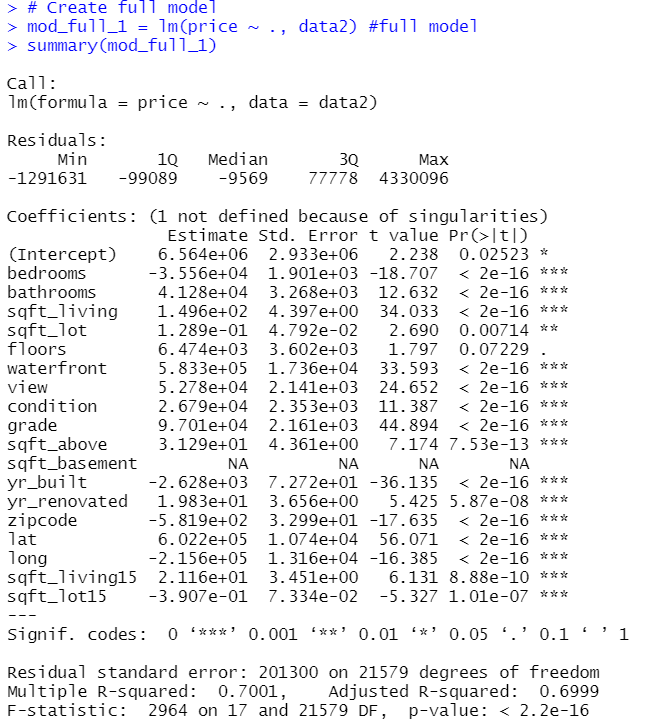 > # Create full model
> mod_full_1 = lm(price ~ ., data2) #full model
> summary(mod_full_1)
Call:
lm(formula = price ~ ., data = data2)
Residuals:
     Min       1Q   Median       3Q      Max
-1291631   -99089    -9569    77778  4330096
Coefficients: (1 not defined because of singularities)
                Estimate Std. Error t value Pr(>|t|)
(Intercept)    6.564e+06  2.933e+06   2.238  0.02523 *
bedrooms      -3.556e+04  1.901e+03 -18.707  < 2e-16 ***
bathrooms      4.128e+04  3.268e+03  12.632  < 2e-16 ***
sqft_living    1.496e+02  4.397e+00  34.033  < 2e-16 ***
sqft_lot       1.289e-01  4.792e-02   2.690  0.00714 **
floors         6.474e+03  3.602e+03   1.797  0.07229 .
waterfront     5.833e+05  1.736e+04  33.593  < 2e-16 ***
view           5.278e+04  2.141e+03  24.652  < 2e-16 ***
condition      2.679e+04  2.353e+03  11.387  < 2e-16 ***
grade          9.701e+04  2.161e+03  44.894  < 2e-16 ***
sqft_above     3.129e+01  4.361e+00   7.174 7.53e-13 ***
sqft_basement         NA         NA      NA       NA
yr_built      -2.628e+03  7.272e+01 -36.135  < 2e-16 ***
yr_renovated   1.983e+01  3.656e+00   5.425 5.87e-08 ***
zipcode       -5.819e+02  3.299e+01 -17.635  < 2e-16 ***
lat            6.022e+05  1.074e+04  56.071  < 2e-16 ***
long          -2.156e+05  1.316e+04 -16.385  < 2e-16 ***
sqft_living15  2.116e+01  3.451e+00   6.131 8.88e-10 ***
sqft_lot15    -3.907e-01  7.334e-02  -5.327 1.01e-07 ***
---
Signif. codes:  0 ‘***’ 0.001 ‘**’ 0.01 ‘*’ 0.05 ‘.’ 0.1 ‘ ’ 1
Residual standard error: 201300 on 21579 degrees of freedom
Multiple R-squared:  0.7001,    Adjusted R-squared:  0.6999
F-statistic:  2964 on 17 and 21579 DF,  p-value: < 2.2e-16